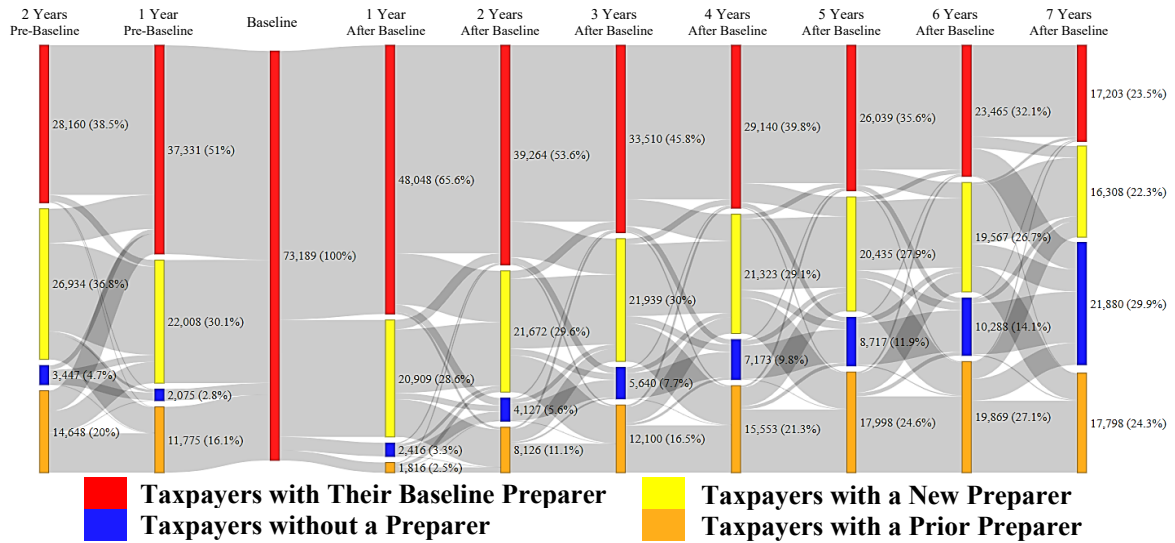 2 Years
Pre-Baseline
1 Year
Pre-Baseline
Baseline
1 Year
After Baseline
2 Years
After Baseline
3 Years
After Baseline
4 Years
After Baseline
5 Years
After Baseline
6 Years
After Baseline
7 Years
After Baseline
28,160 (38.5%)
26,934 (36.8%)
3,447 (4.7%)
14,648 (20%)
37,331 (51%)
22,008 (30.1%)
2,075 (2.8%)
11,775 (16.1%)
73,189 (100%)
48,048 (65.6%)
20,909 (28.6%)
2,416 (3.3%)
1,816 (2.5%)
39,264 (53.6%)
21,672 (29.6%)
4,127 (5.6%)
8,126 (11.1%)
33,510 (45.8%)
21,939 (30%)
5,640 (7.7%)
12,100 (16.5%)
29,140 (39.8%)
21,323 (29.1%)
7,173 (9.8%)
15,553 (21.3%)
26,039 (35.6%)
20,435 (27.9%)
8,717 (11.9%)
17,998 (24.6%)
23,465 (32.1%)
19,567 (26.7%)
10,288 (14.1%)
19,869 (27.1%)
17,203 (23.5%)
16,308 (22.3%)
21,880 (29.9%)
17,798 (24.3%)
Taxpayers with Their Baseline Preparer
Taxpayers with a New Preparer
Taxpayers without a Preparer
Taxpayers with a Prior Preparer